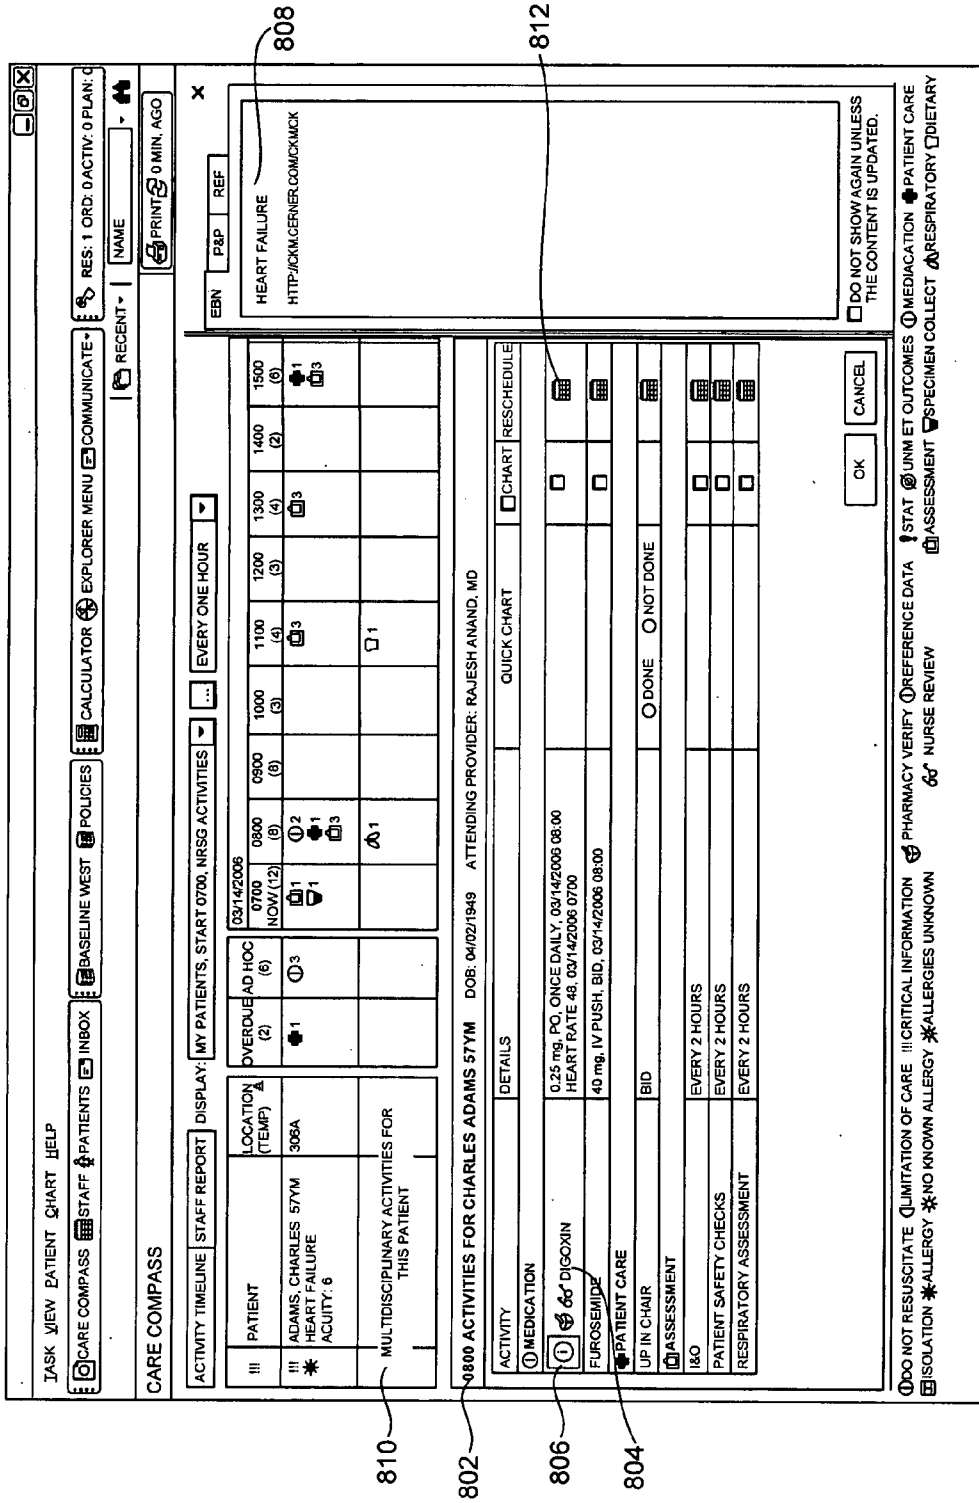 TASK VIEW PATIENT CHART HELP
CARE COMPASS STAFF PATIENTS INBOX BASELINE WEST POLICIES CALCULATOR EXPLORER MENU COMMUNICATE RES: 1 ORD: 0 ACTIV: 0 PLAN: 0
RECENT NAME
CARE COMPASS PRINT 0 MIN, AGO
ACTIVITY TIMELINE STAFF REPORT DISPLAY: MY PATIENTS, START 0700, NRSG ACTIVITIES ... EVERY ONE HOUR X
03/14/2006
!!! PATIENT LOCATION (TEMP) OVERDUE (2) AD HOC (6) 0700 NOW (12) 0800 (8) 0900 (8) 1000 (3) 1100 (4) 1200 (3) 1300 (4) 1400 (2) 1500 (6)
!!! ADAMS, CHARLES 57YM 306A 1 3 1 1 2 1 3 3 3 1 3
HEART FAILURE
ACUITY: 6
MULTIDISCIPLINARY ACTIVITIES FOR
THIS PATIENT
1 1
EBN P&P REF
HEART FAILURE
HTTP://CKM.CERNER.COM/CKM/CK
DO NOT SHOW AGAIN UNLESS
THE CONTENT IS UPDATED.
0800 ACTIVITIES FOR CHARLES ADAMS 57YM DOB: 04/02/1949 ATTENDING PROVIDER: RAJESH ANAND, MD
ACTIVITY DETAILS QUICK CHART CHART RESCHEDULE
MEDICATION
DIGOXIN 0.25 mg, PO, ONCE DAILY, 03/14/2006 08:00
HEART RATE 48, 03/14/2006 0700
FUROSEMIDE 40 mg, IV PUSH, BID, 03/14/2006 08:00
PATIENT CARE
UP IN CHAIR BID DONE NOT DONE
ASSESSMENT
I&O EVERY 2 HOURS
PATIENT SAFETY CHECKS EVERY 2 HOURS
RESPIRATORY ASSESSMENT EVERY 2 HOURS
OK CANCEL
DO NOT RESUSCITATE LIMITATION OF CARE !!! CRITICAL INFORMATION PHARMACY VERIFY REFERENCE DATA STAT UNM ET OUTCOMES MEDIACATION PATIENT CARE
ISOLATION ALLERGY NO KNOWN ALLERGY ALLERGIES UNKNOWN NURSE REVIEW ASSESSMENT SPECIMEN COLLECT RESPIRATORY DIETARY
808
812
810
802
806
804